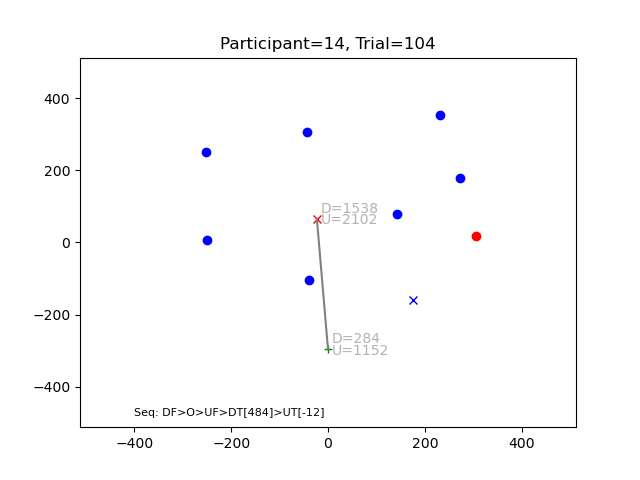 Participant=14, Trial=104
400
200
0
−200
−400
D=1538
U=2102
D=284
U=1152
Seq: DF>O>UF>DT[484]>UT[-12]
−400 −200 0 200 400